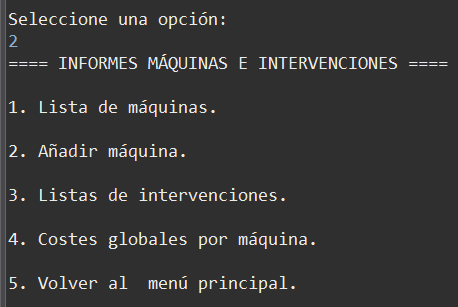 Seleccione una opción:
2
==== INFORMES MÁQUINAS E INTERVENCIONES ====
1. Lista de máquinas.
2. Añadir máquina.
3. Listas de intervenciones.
4. Costes globales por máquina.
5. Volver al  menú principal.